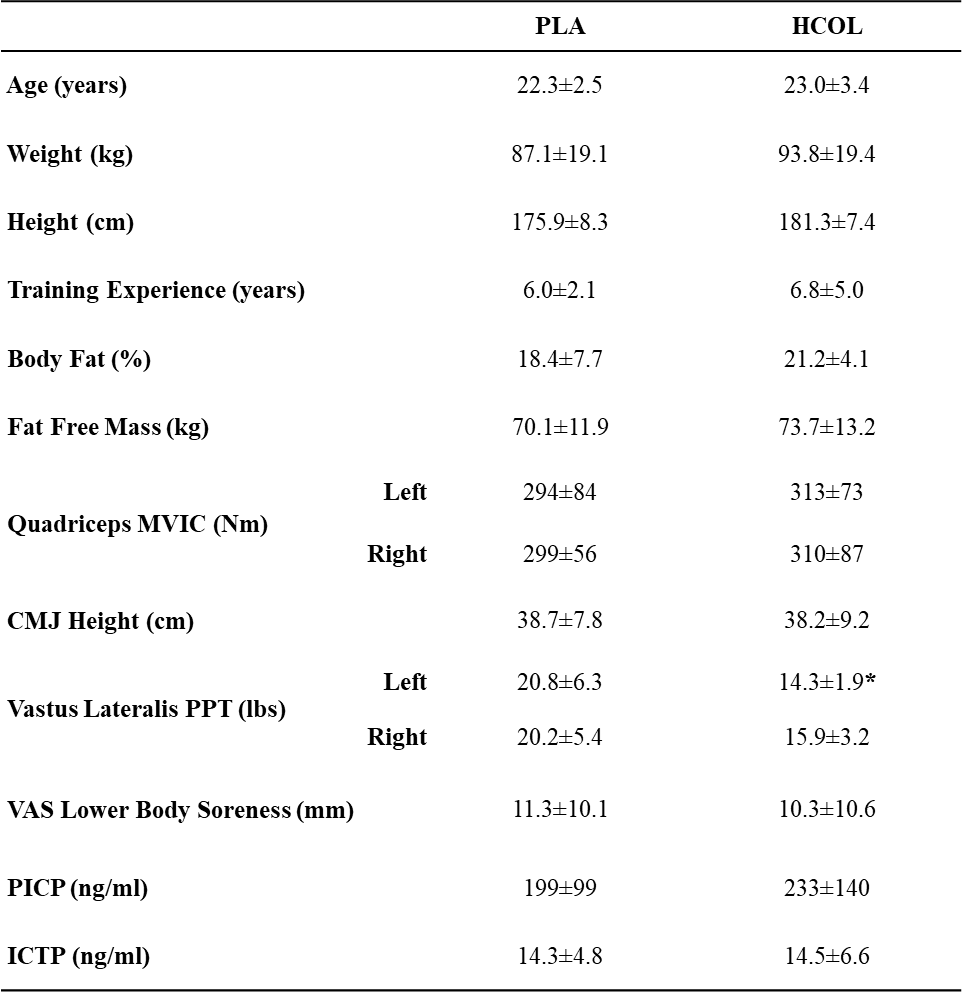 PLA HCOL
Age (years) 22.3±2.5 23.0±3.4
Weight (kg) 87.1±19.1 93.8±19.4
Height (cm) 175.9±8.3 181.3±7.4
Training Experience (years) 6.0±2.1 6.8±5.0
Body Fat (%) 18.4±7.7 21.2±4.1
Fat Free Mass (kg) 70.1±11.9 73.7±13.2
Quadriceps MVIC (Nm)
Left 294±84 313±73
Right 299±56 310±87
CMJ Height (cm) 38.7±7.8 38.2±9.2
Vastus Lateralis PPT (lbs)
Left 20.8±6.3 14.3±1.9*
Right 20.2±5.4 15.9±3.2
VAS Lower Body Soreness (mm) 11.3±10.1 10.3±10.6
PICP (ng/ml) 199±99 233±140
ICTP (ng/ml) 14.3±4.8 14.5±6.6